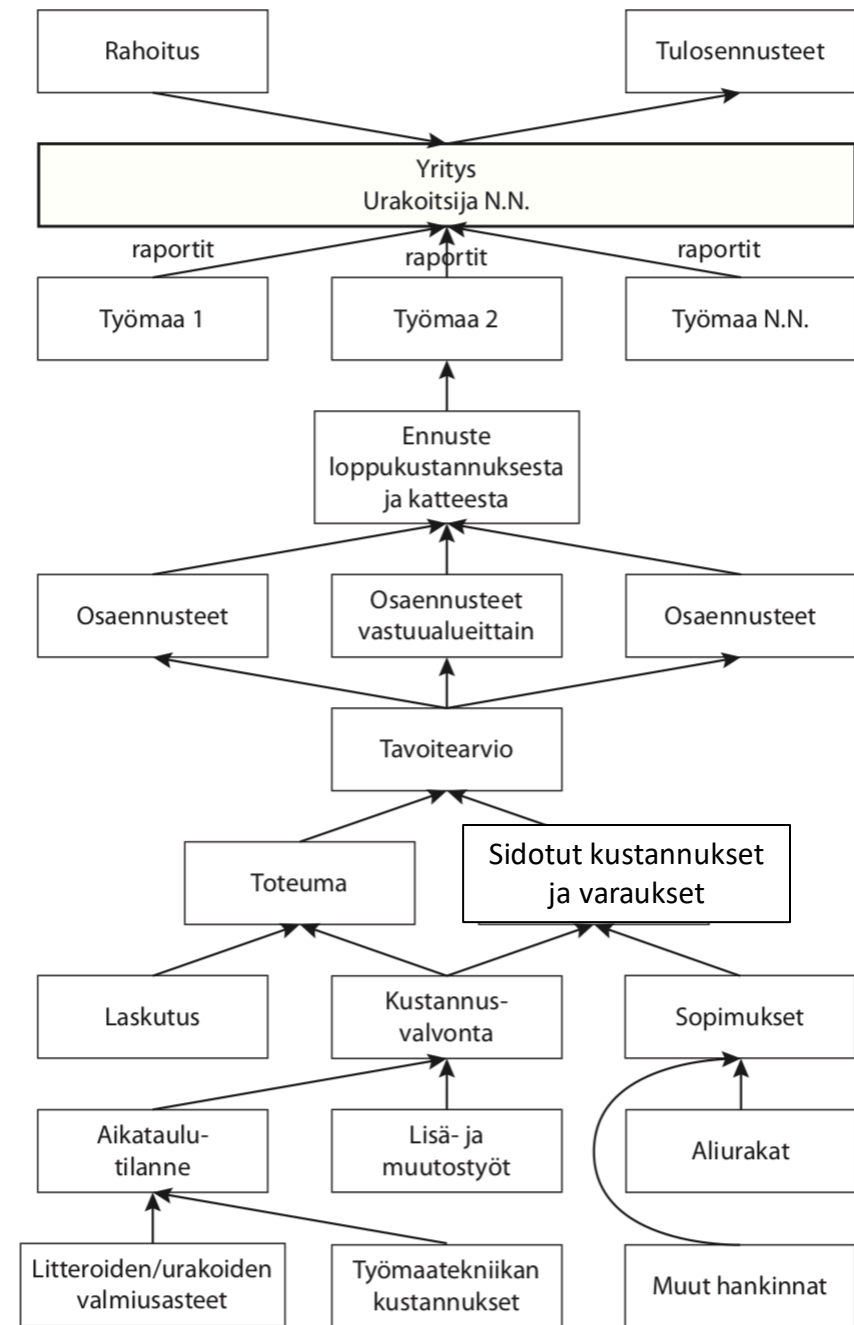 Rahoitus
Tulosennusteet
Yritys
Urakoitsija N.N.
raportit
raportit
raportit
Työmaa 1
Työmaa 2
Työmaa N.N.
Ennuste
loppukustannuksesta
ja katteesta
Osaennusteet
Osaennusteet
vastuualueittain
Osaennusteet
Tavoitearvio
Toteuma
Sidotut kustannukset
ja varaukset
Laskutus
Kustannus-
valvonta
Sopimukset
Aikataulu-
tilanne
Lisä- ja
muutostyöt
Aliurakat
Litteroiden/urakoiden
valmiusasteet
Työmaatekniikan
kustannukset
Muut hankinnat